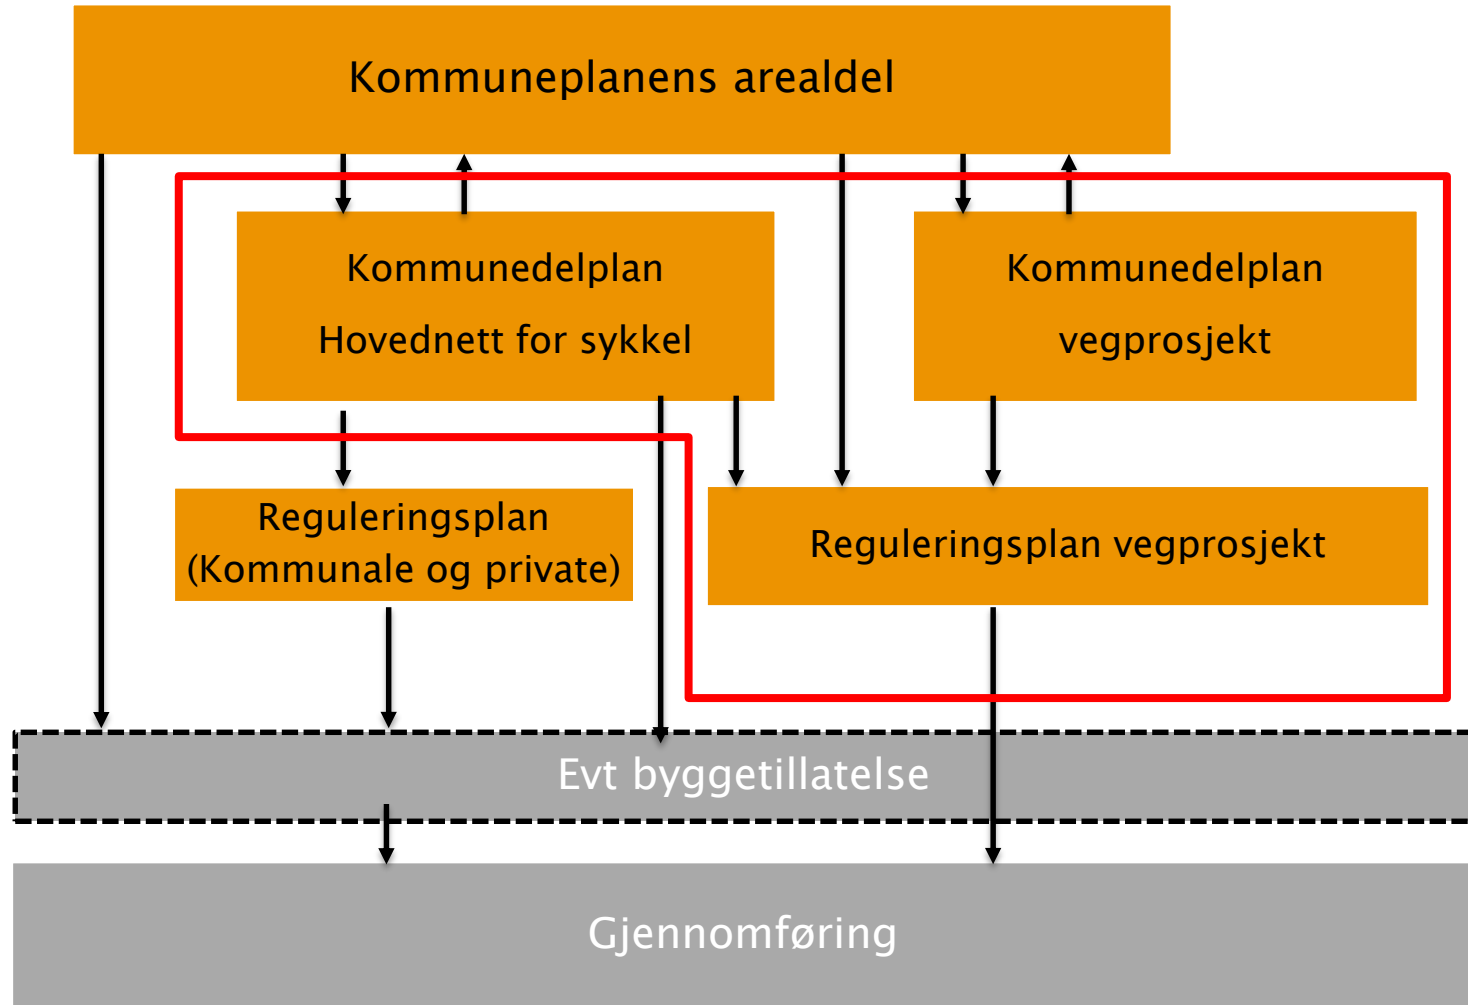 Kommuneplanens arealdel
Kommunedelplan
Hovednett for sykkel
Kommunedelplan
vegprosjekt
Reguleringsplan
(Kommunale og private)
Reguleringsplan vegprosjekt
Evt byggetillatelse
Gjennomføring